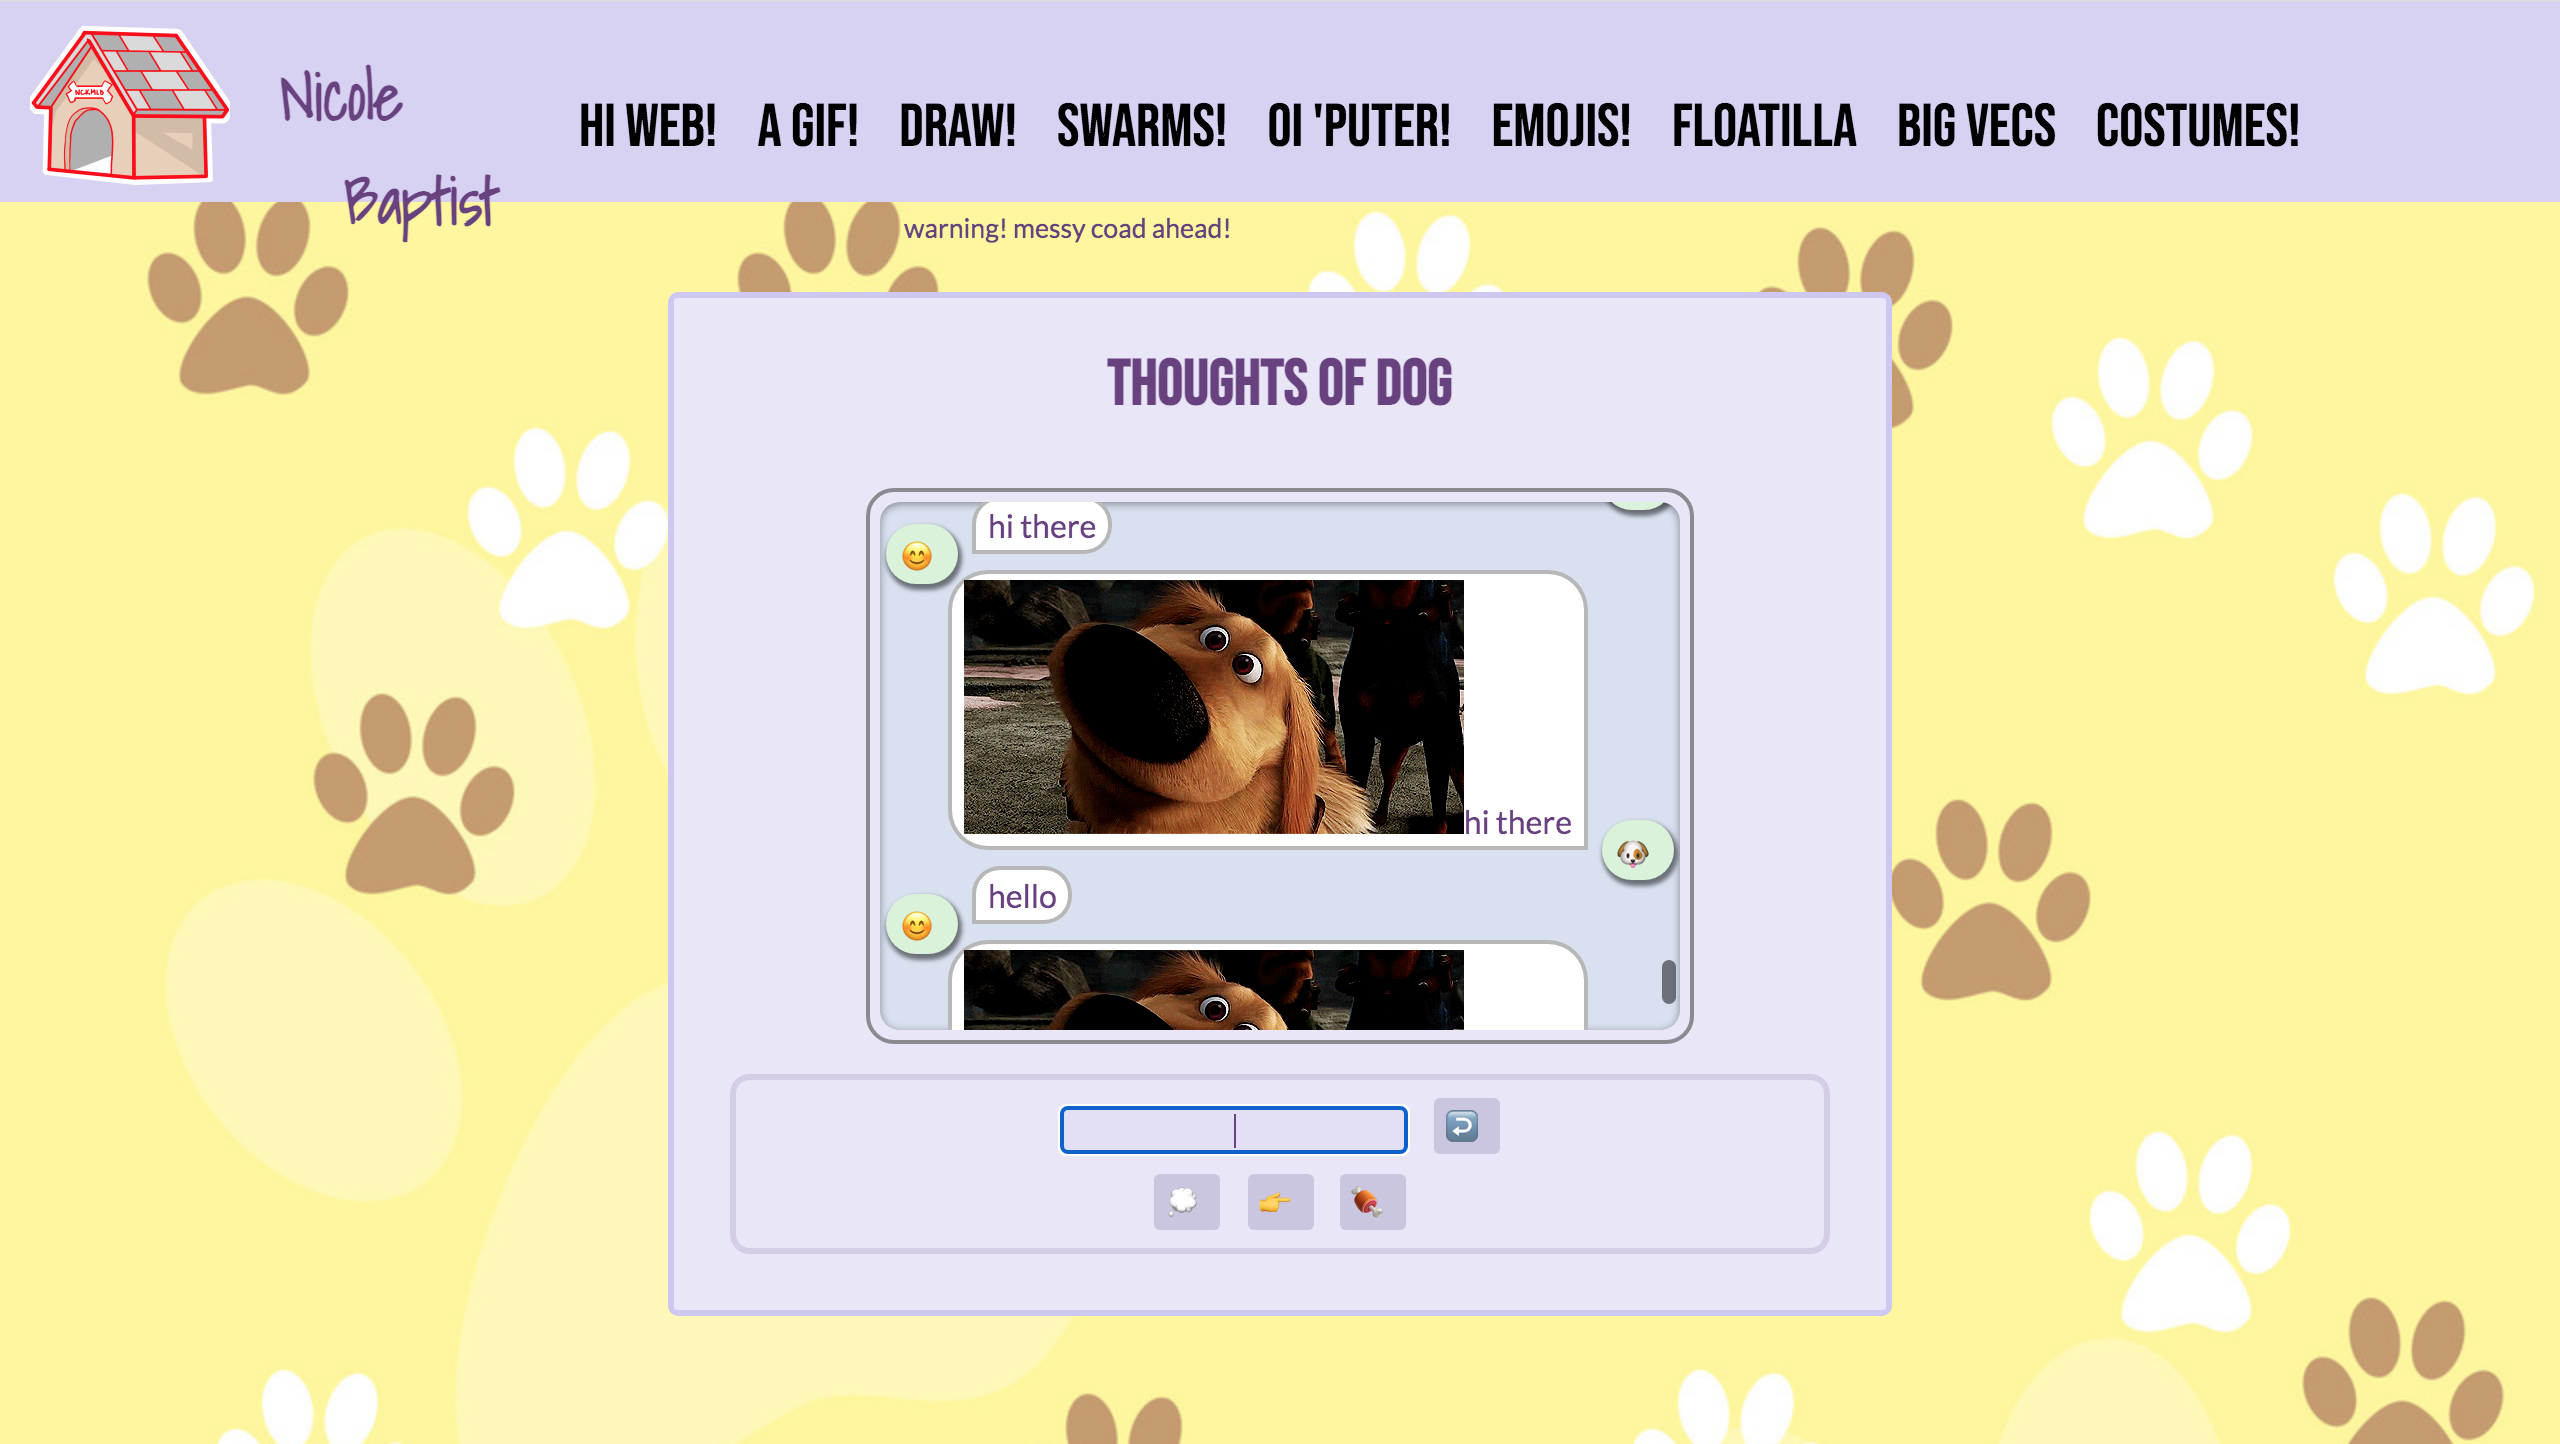 NCKMLB
Nicole
Baptist
HI WEB! A GIF! DRAW! SWARMS! OI 'PUTER! EMOJIS! FLOATILLA BIG VECS COSTUMES!
warning! messy coad ahead!
THOUGHTS OF DOG
hi there
hi there
hello